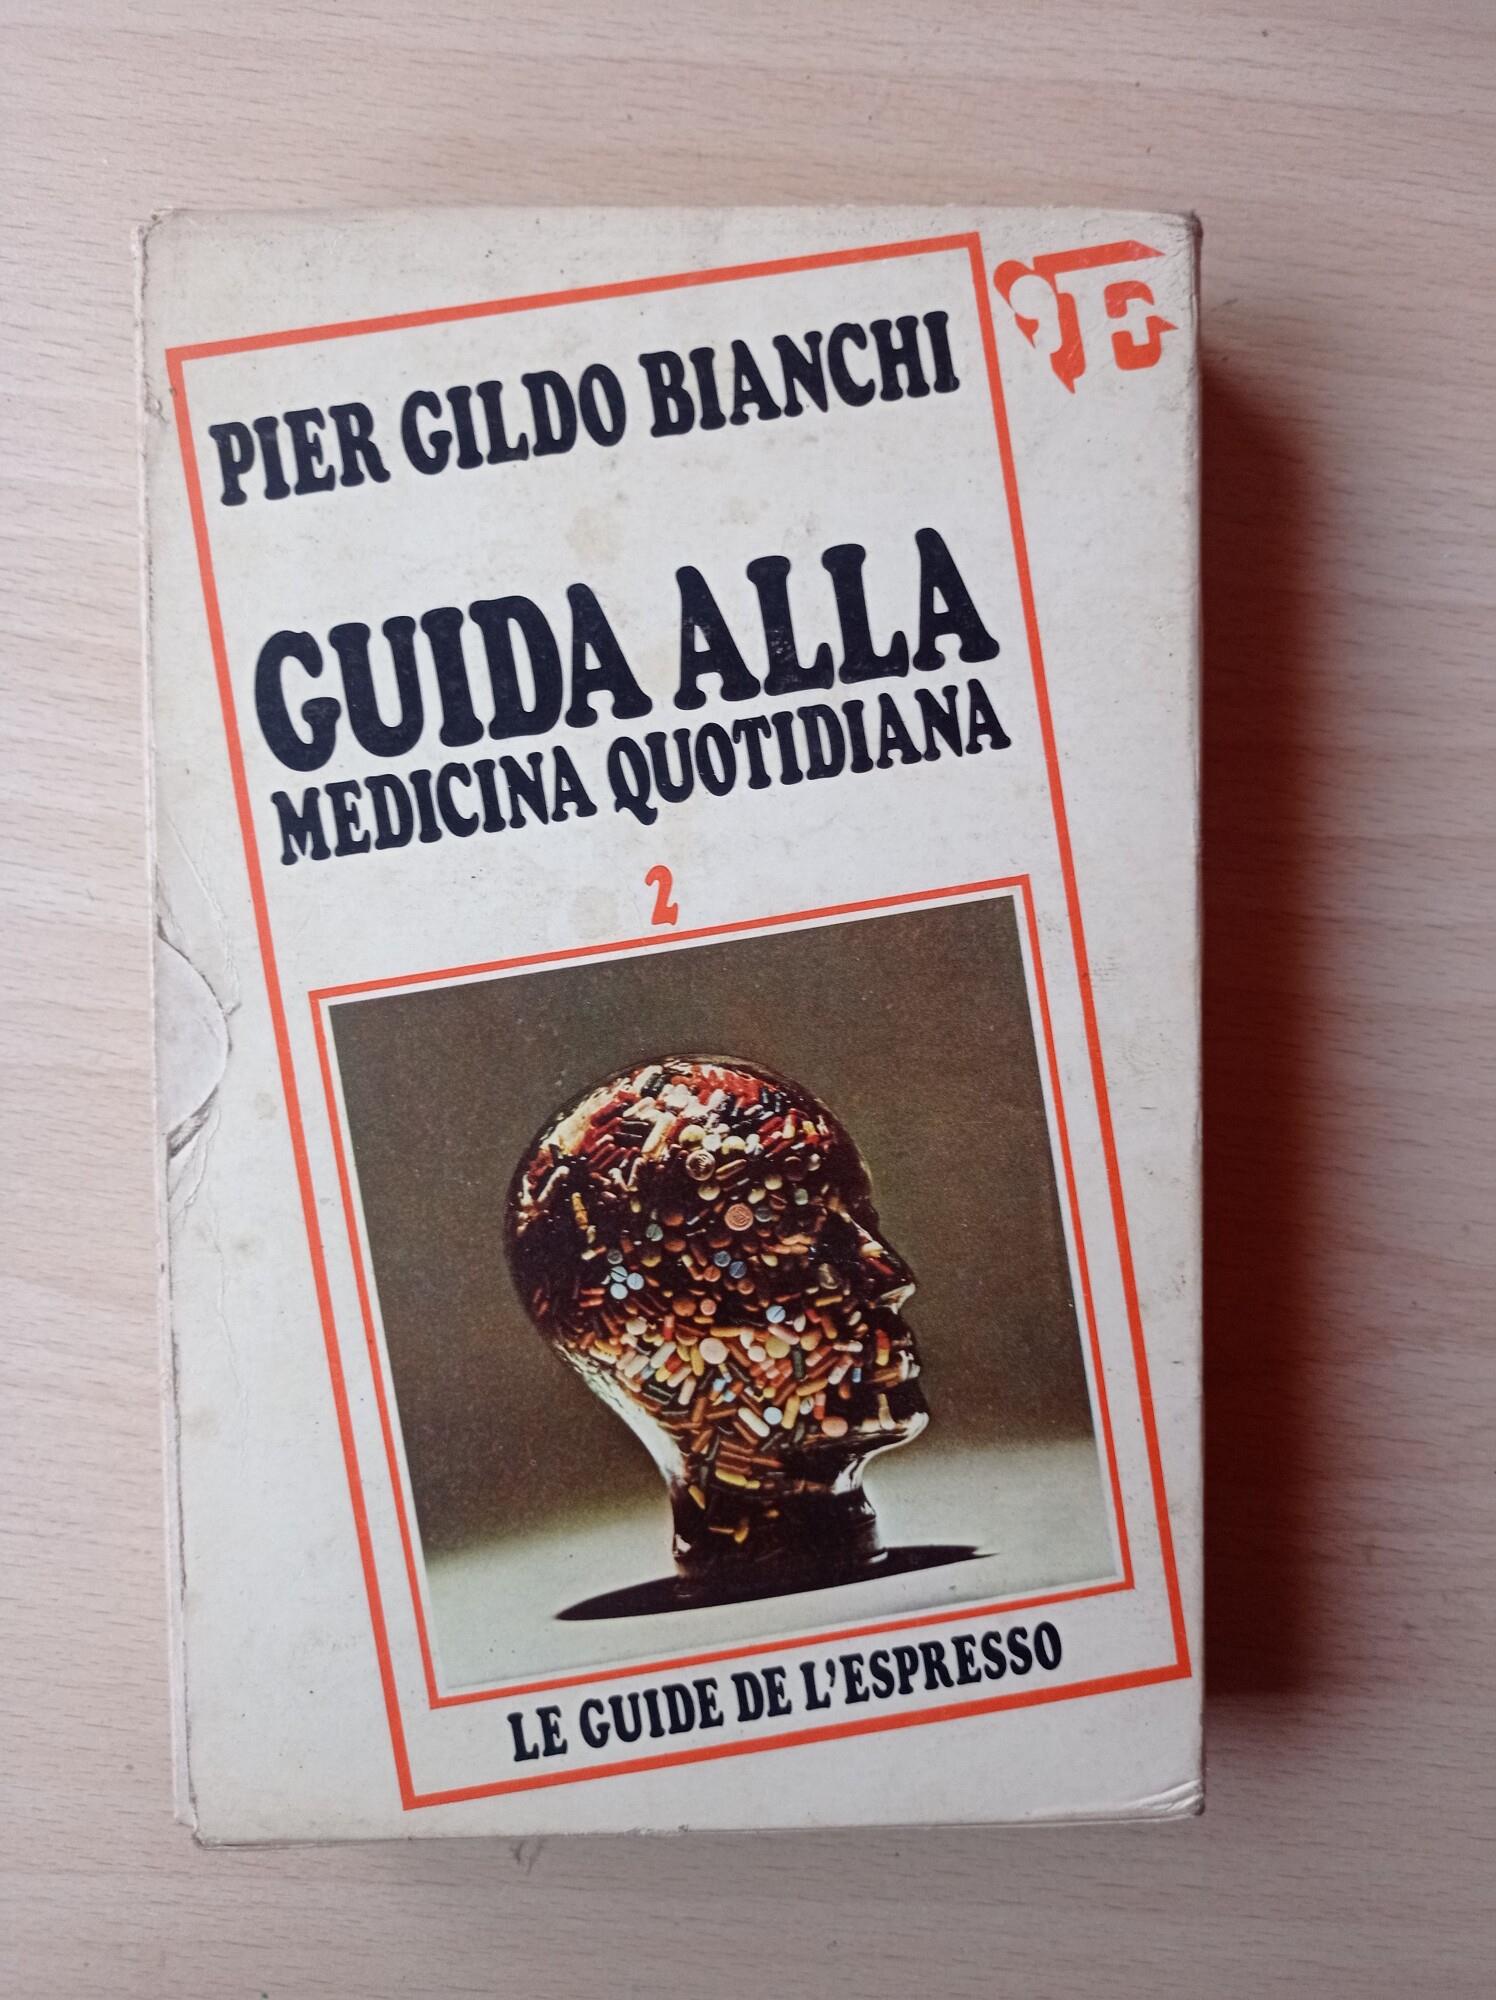 PIER GILDO BIANCHI
GUIDA ALLA
MEDICINA QUOTIDIANA
2
LE GUIDE DE L'ESPRESSO